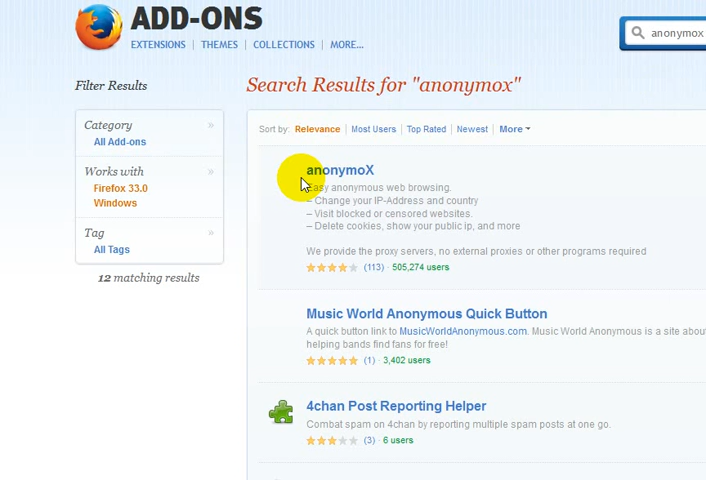 ADD-ONS
EXTENSIONS | THEMES | COLLECTIONS | MORE...
anonymox
Filter Results
Category »
All Add-ons
Works with »
Firefox 33.0
Windows
Tag »
All Tags
12 matching results
Search Results for "anonymox"
Sort by: Relevance | Most Users | Top Rated | Newest | More
anonymoX
Easy anonymous web browsing.
– Change your IP-Address and country
– Visit blocked or censored websites.
– Delete cookies, show your public ip, and more
We provide the proxy servers, no external proxies or other programs required
(113) · 505,274 users
Music World Anonymous Quick Button
A quick button link to MusicWorldAnonymous.com. Music World Anonymous is a site
helping bands find fans for free!
(1) · 3,402 users
4chan Post Reporting Helper
Combat spam on 4chan by reporting multiple spam posts at one go.
(3) · 6 users